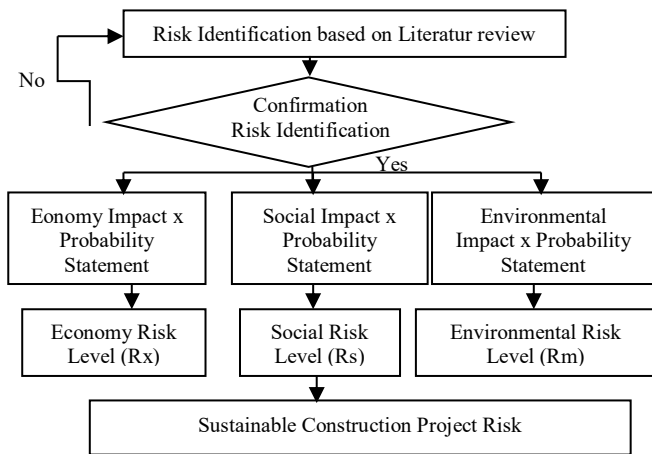 Risk Identification based on Literatur review
No
Confirmation
Risk Identification
Yes
Eonomy Impact x
Probability
Statement
Social Impact x
Probability
Statement
Environmental
Impact x Probability
Statement
Economy Risk
Level (Rx)
Social Risk
Level (Rs)
Environmental Risk
Level (Rm)
Sustainable Construction Project Risk